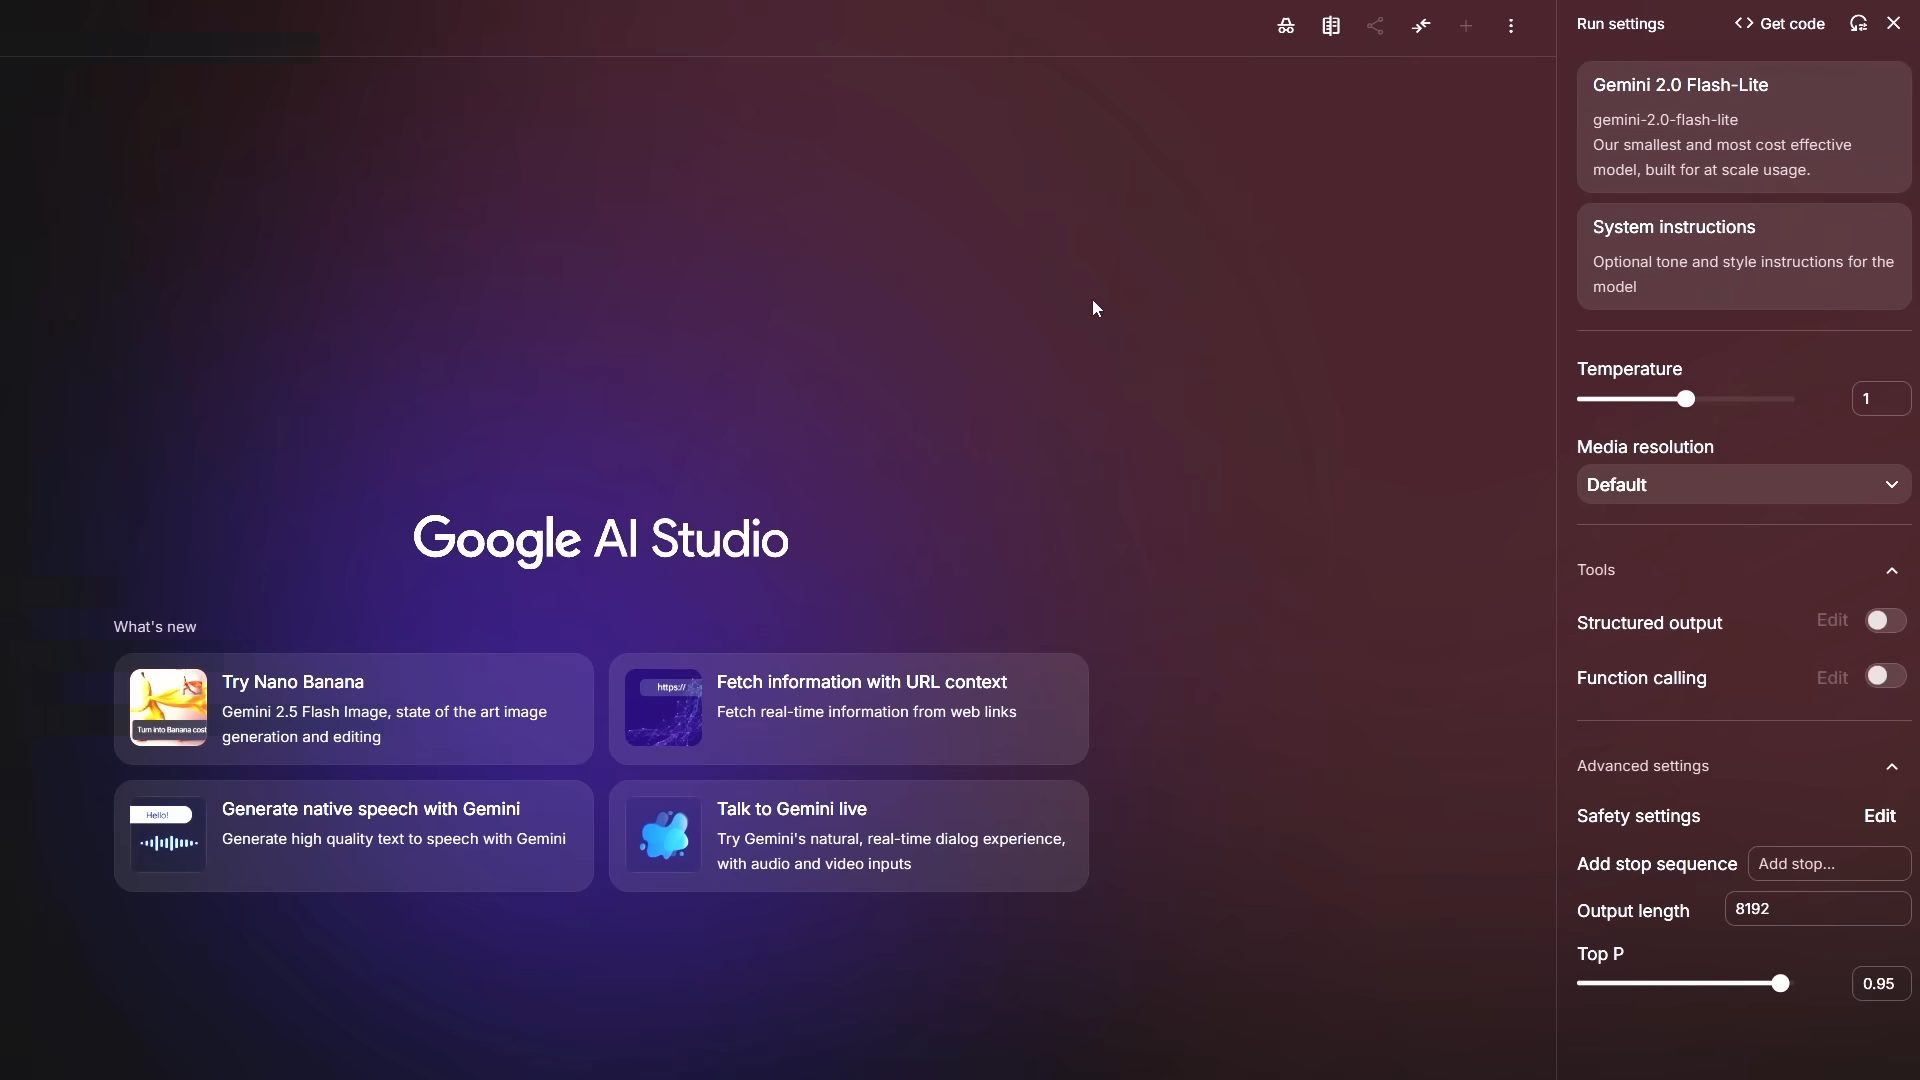 Run settings
Get code
Gemini 2.0 Flash-Lite
gemini-2.0-flash-lite
Our smallest and most cost effective
model, built for at scale usage.
System instructions
Optional tone and style instructions for the
model
Temperature
1
Media resolution
Default
Google AI Studio
Tools
Structured output
Edit
Function calling
Edit
What's new
Try Nano Banana
Gemini 2.5 Flash Image, state of the art image
generation and editing
Turn into Banana cost
https://
Fetch information with URL context
Fetch real-time information from web links
Hello!
Generate native speech with Gemini
Generate high quality text to speech with Gemini
Talk to Gemini live
Try Gemini's natural, real-time dialog experience,
with audio and video inputs
Advanced settings
Safety settings
Edit
Add stop sequence
Add stop...
Output length
8192
Top P
0.95